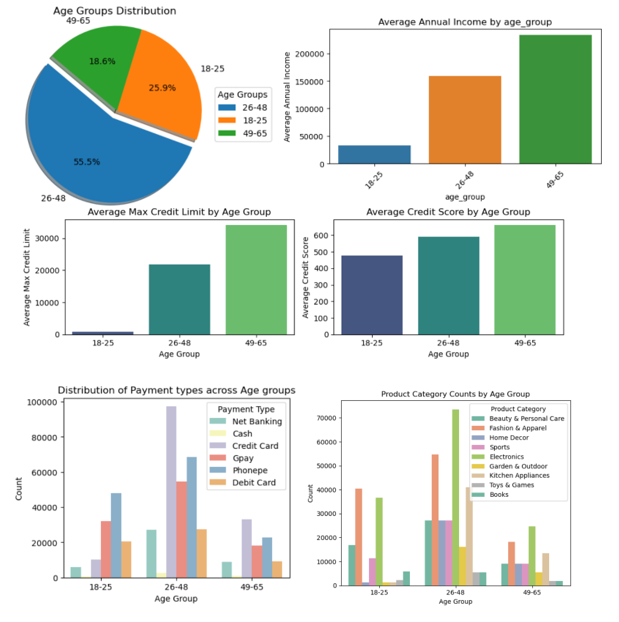 Age Groups Distribution
49-65
18.6%
18-25
25.9%
55.5%
26-48
Age Groups
26-48
18-25
49-65
Average Annual Income by age_group
Average Annual Income
200000
150000
100000
50000
0
18-25
26-48
49-65
age_group
Average Max Credit Limit by Age Group
Average Max Credit Limit
30000
20000
10000
0
18-25
26-48
49-65
Age Group
Average Credit Score by Age Group
Average Credit Score
600
500
400
300
200
100
0
18-25
26-48
49-65
Age Group
Distribution of Payment types across Age groups
Count
100000
80000
60000
40000
20000
0
Payment Type
Net Banking
Cash
Credit Card
Gpay
Phonepe
Debit Card
18-25
26-48
49-65
Age Group
Product Category Counts by Age Group
Count
70000
60000
50000
40000
30000
20000
10000
0
Product Category
Beauty & Personal Care
Fashion & Apparel
Home Decor
Sports
Electronics
Garden & Outdoor
Kitchen Appliances
Toys & Games
Books
18-25
26-48
49-65
Age Group